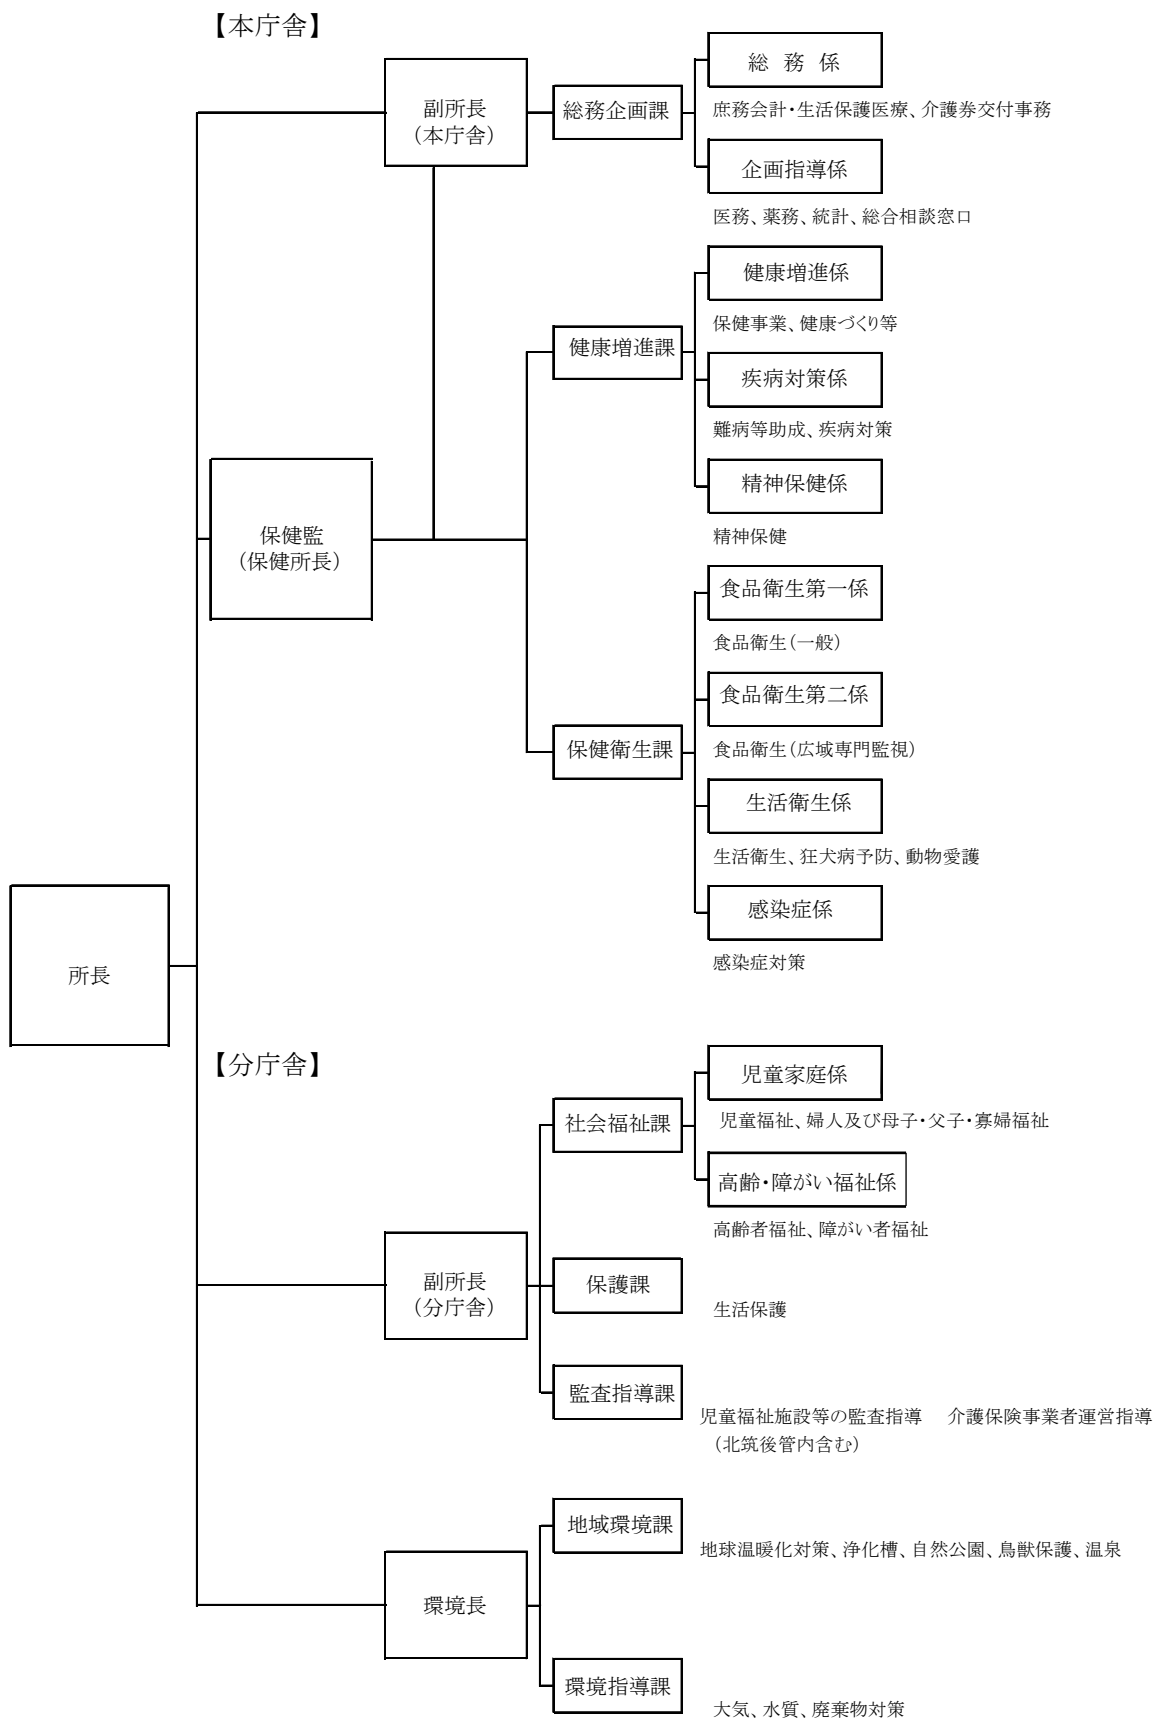 【本庁舎】
総 務 係
副所長
(本庁舎)
総務企画課
庶務会計・生活保護医療、介護券交付事務
企画指導係
医務、薬務、統計、総合相談窓口
健康増進係
保健事業、健康づくり等
健康増進課
疾病対策係
難病等助成、疾病対策
精神保健係
保健監
(保健所長)
精神保健
食品衛生第一係
食品衛生(一般)
食品衛生第二係
保健衛生課
食品衛生(広域専門監視)
生活衛生係
生活衛生、狂犬病予防、動物愛護
感染症係
感染症対策
所長
【分庁舎】
児童家庭係
社会福祉課
児童福祉、婦人及び母子・父子・寡婦福祉
高齢・障がい福祉係
高齢者福祉、障がい者福祉
副所長
(分庁舎)
保護課
生活保護
監査指導課
児童福祉施設等の監査指導 介護保険事業者運営指導
(北筑後管内含む)
地域環境課
地球温暖化対策、浄化槽、自然公園、鳥獣保護、温泉
環境長
環境指導課
大気、水質、廃棄物対策